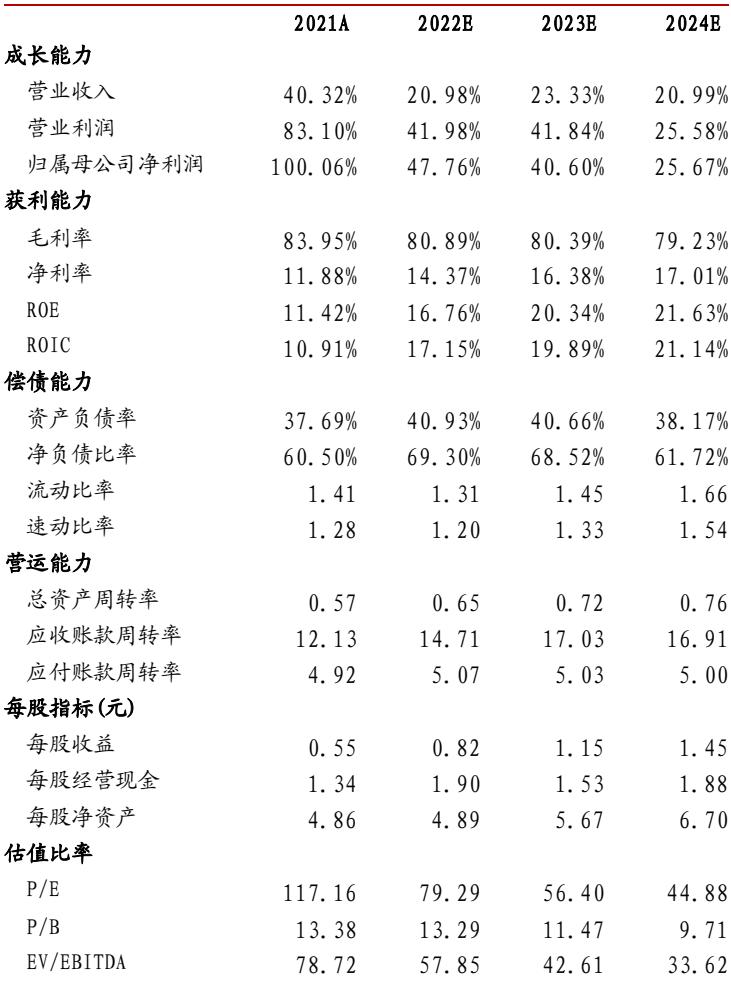 2021A 2022E 2023E 2024E
成长能力
营业收入 40.32% 20.98% 23.33% 20.99%
营业利润 83.10% 41.98% 41.84% 25.58%
归属母公司净利润 100.06% 47.76% 40.60% 25.67%
获利能力
毛利率 83.95% 80.89% 80.39% 79.23%
净利率 11.88% 14.37% 16.38% 17.01%
ROE 11.42% 16.76% 20.34% 21.63%
ROIC 10.91% 17.15% 19.89% 21.14%
偿债能力
资产负债率 37.69% 40.93% 40.66% 38.17%
净负债比率 60.50% 69.30% 68.52% 61.72%
流动比率 1.41 1.31 1.45 1.66
速动比率 1.28 1.20 1.33 1.54
营运能力
总资产周转率 0.57 0.65 0.72 0.76
应收账款周转率 12.13 14.71 17.03 16.91
应付账款周转率 4.92 5.07 5.03 5.00
每股指标(元)
每股收益 0.55 0.82 1.15 1.45
每股经营现金 1.34 1.90 1.53 1.88
每股净资产 4.86 4.89 5.67 6.70
估值比率
P/E 117.16 79.29 56.40 44.88
P/B 13.38 13.29 11.47 9.71
EV/EBITDA 78.72 57.85 42.61 33.62